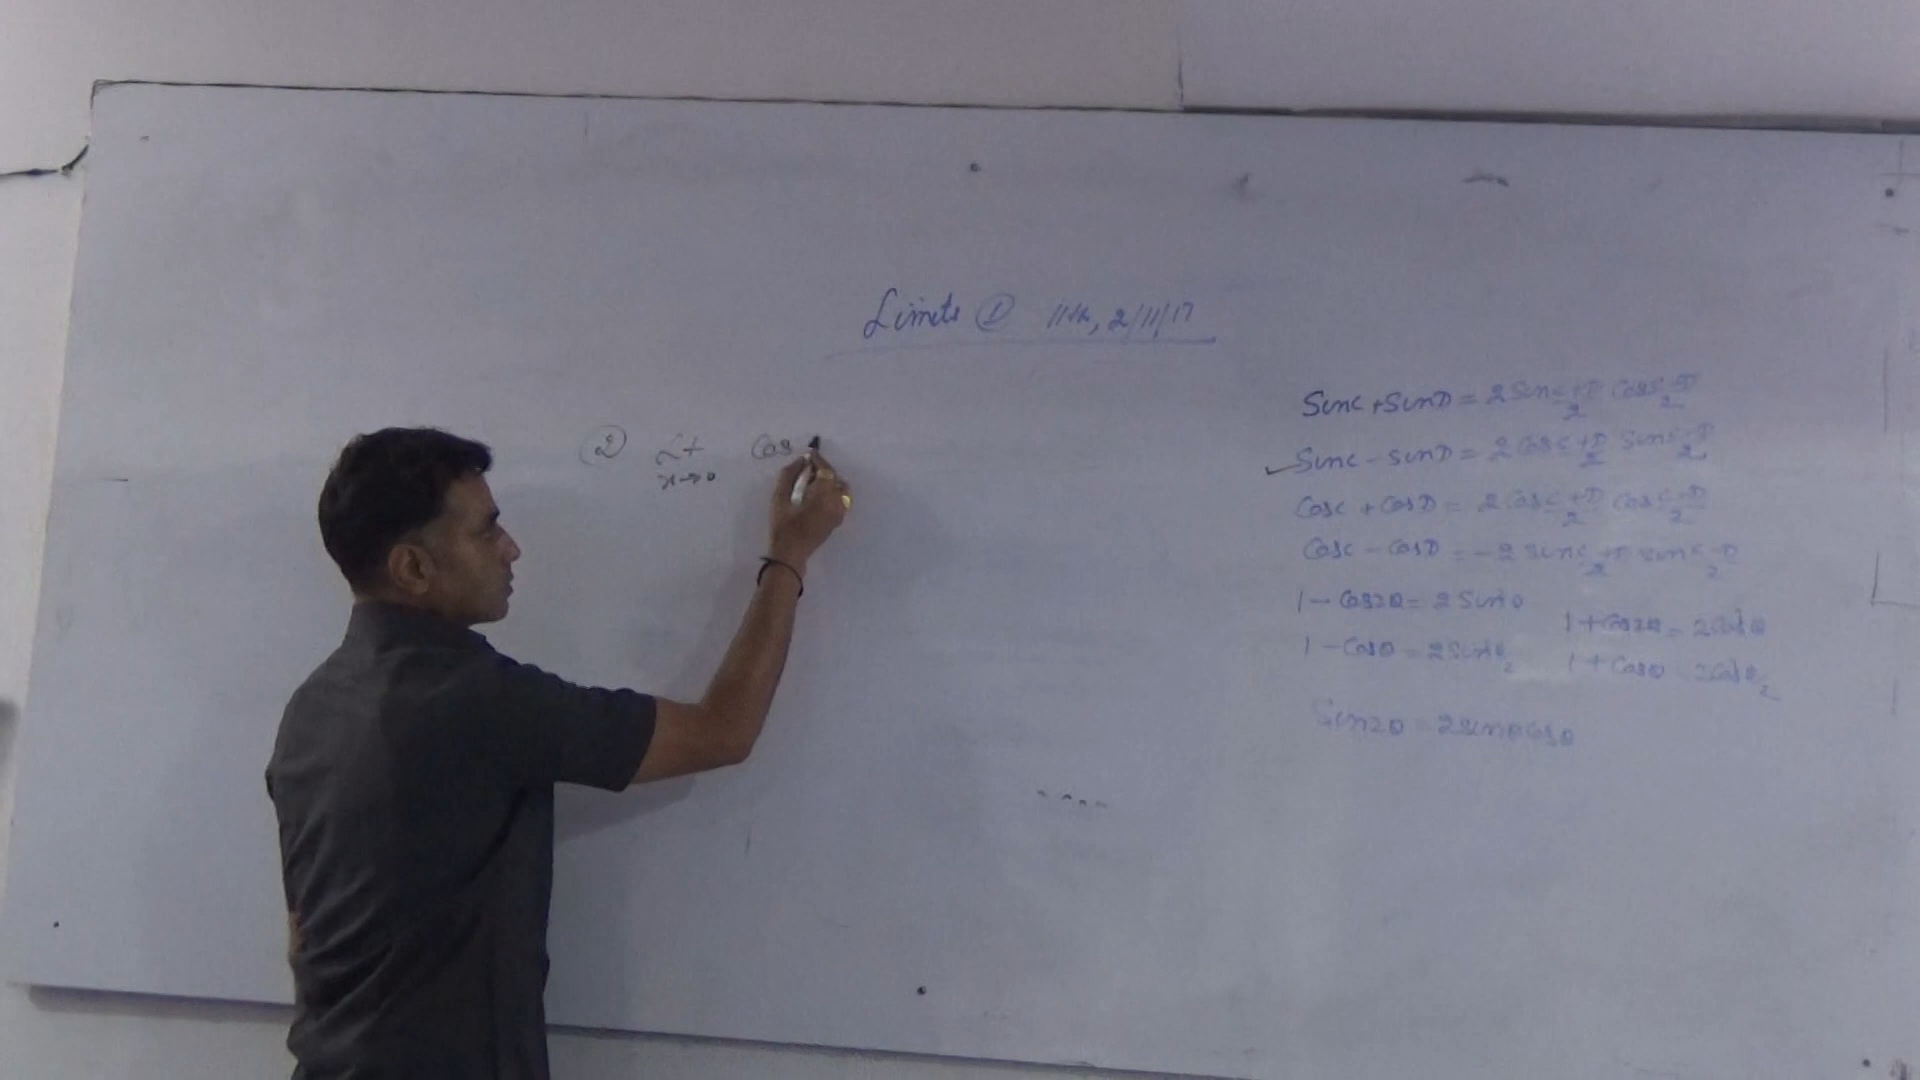 Limits ① 11th, 2/11/17
② Lt x→0 Cos
SinC + SinD = 2 Sin C+D/2 Cos C-D/2
✓ SinC - SinD = 2 Cos C+D/2 Sin C-D/2
CosC + CosD = 2 Cos C+D/2 Cos C-D/2
CosC - CosD = -2 Sin C+D/2 Sin C-D/2
1 - Cos2θ = 2 Sin²θ
1 + Cos2θ = 2Cos²θ
1 - Cosθ = 2Sin²θ/2
1 + Cosθ = 2Cos²θ/2
Sin2θ = 2SinθCosθ